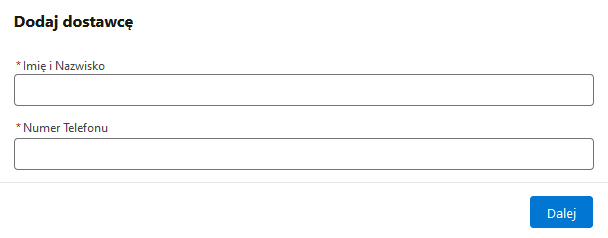 Dodaj dostawcę
*Imię i Nazwisko
*Numer Telefonu
Dalej